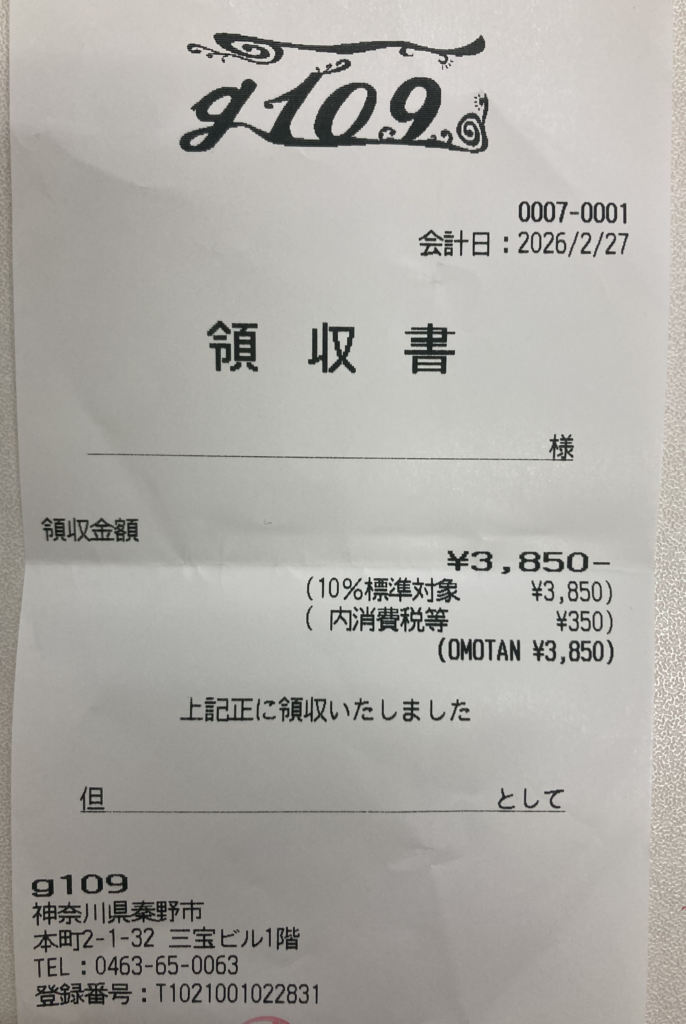 g109
0007-0001
会計日：2026/2/27
領 収 書
様
領収金額
¥3,850-
(10%標準対象 ¥3,850)
( 内消費税等 ¥350)
(OMOTAN ¥3,850)
上記正に領収いたしました
但 として
g109
神奈川県秦野市
本町2-1-32 三宝ビル1階
TEL：0463-65-0063
登録番号：T1021001022831